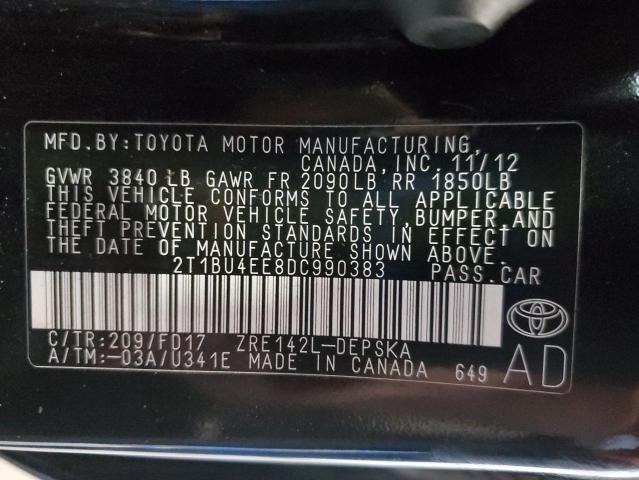 MFD.BY:TOYOTA MOTOR MANUFACTURING,
CANADA, INC. 11/12
GVWR 3840 LB GAWR FR 2090LB RR 1850LB
THIS VEHICLE CONFORMS TO ALL APPLICABLE
FEDERAL MOTOR VEHICLE SAFETY, BUMPER, AND
THEFT PREVENTION STANDARDS IN EFFECT ON
THE DATE OF MANUFACTURE SHOWN ABOVE.
2T1BU4EE8DC990383 PASS.CAR
C/TR:209/FD17 ZRE142L-DEPSKA
A/TM:-03A/U341E MADE IN CANADA 649 AD